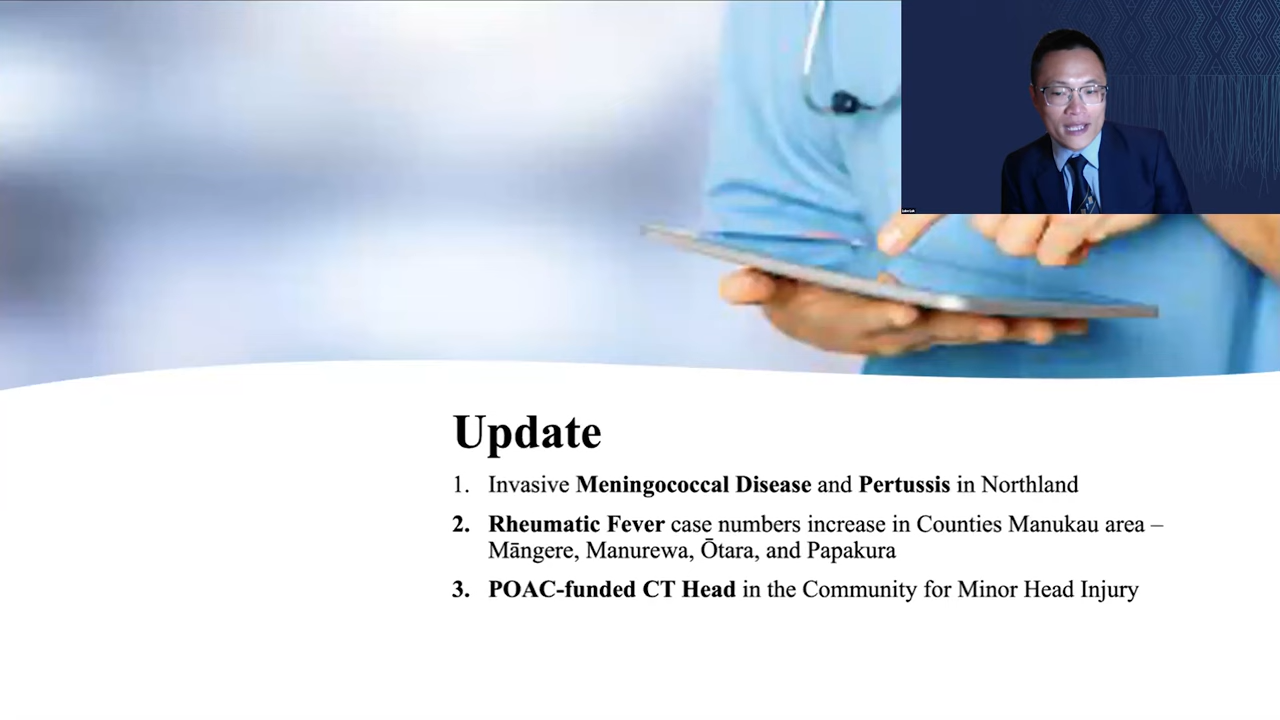 Update
1. Invasive Meningococcal Disease and Pertussis in Northland
2. Rheumatic Fever case numbers increase in Counties Manukau area –
Māngere, Manurewa, Ōtara, and Papakura
3. POAC-funded CT Head in the Community for Minor Head Injury